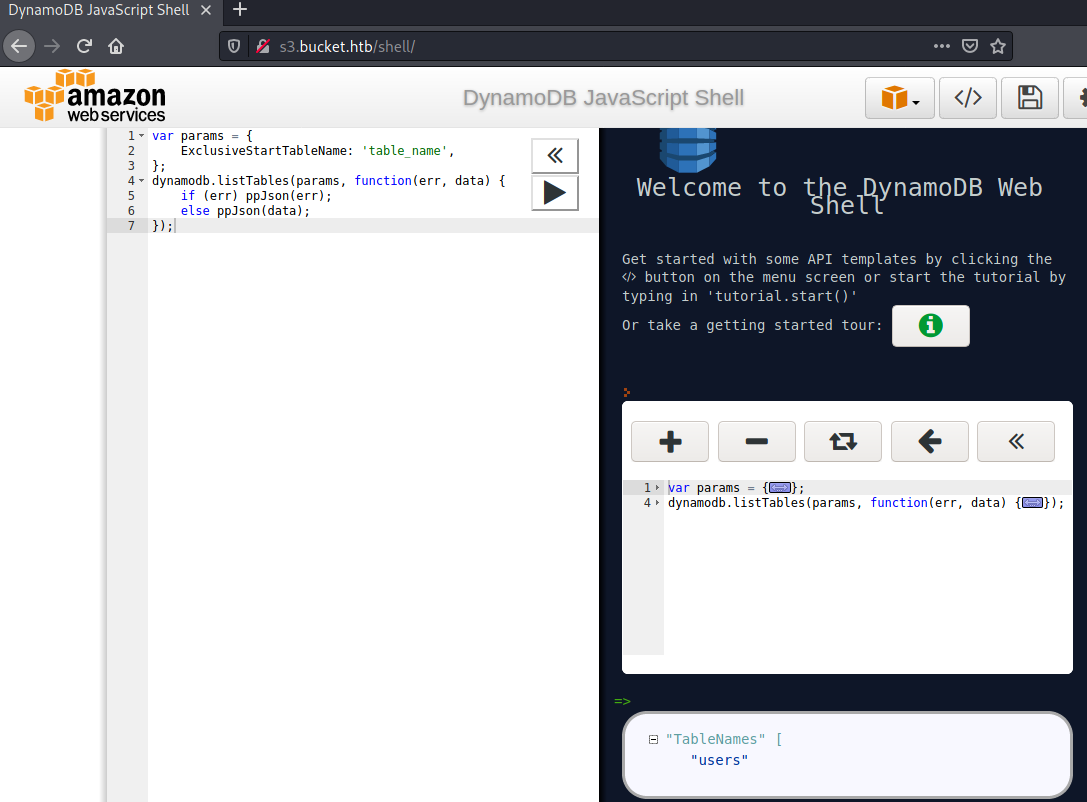 DynamoDB JavaScript Shell
s3.bucket.htb/shell/
amazon
webservices
DynamoDB JavaScript Shell
1 var params = {
2 ExclusiveStartTableName: 'table_name',
3 };
4 dynamodb.listTables(params, function(err, data) {
5 if (err) ppJson(err);
6 else ppJson(data);
7 });
Welcome to the DynamoDB Web
Shell
Get started with some API templates by clicking the
</> button on the menu screen or start the tutorial by
typing in 'tutorial.start()'
Or take a getting started tour:
1 var params = {};
4 dynamodb.listTables(params, function(err, data) {});
=>
"TableNames" [
"users"